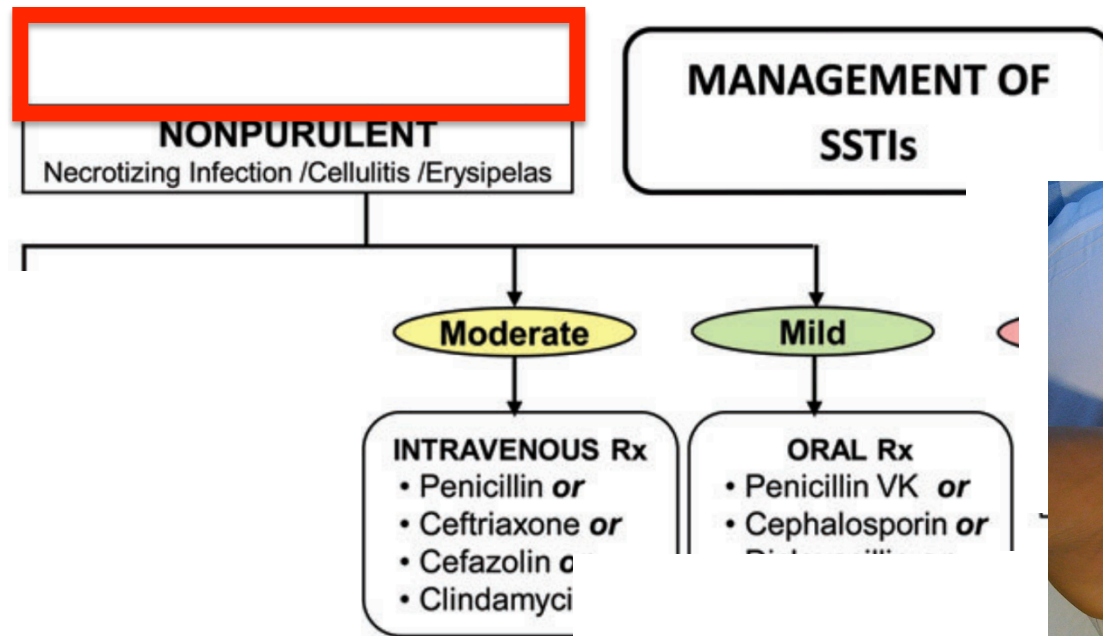 MANAGEMENT OF
SSTIs
NONPURULENT
Necrotizing Infection /Cellulitis /Erysipelas
Moderate
Mild
INTRAVENOUS Rx
• Penicillin or
• Ceftriaxone or
• Cefazolin
• Clindamyci
ORAL Rx
• Penicillin VK or
• Cephalosporin or